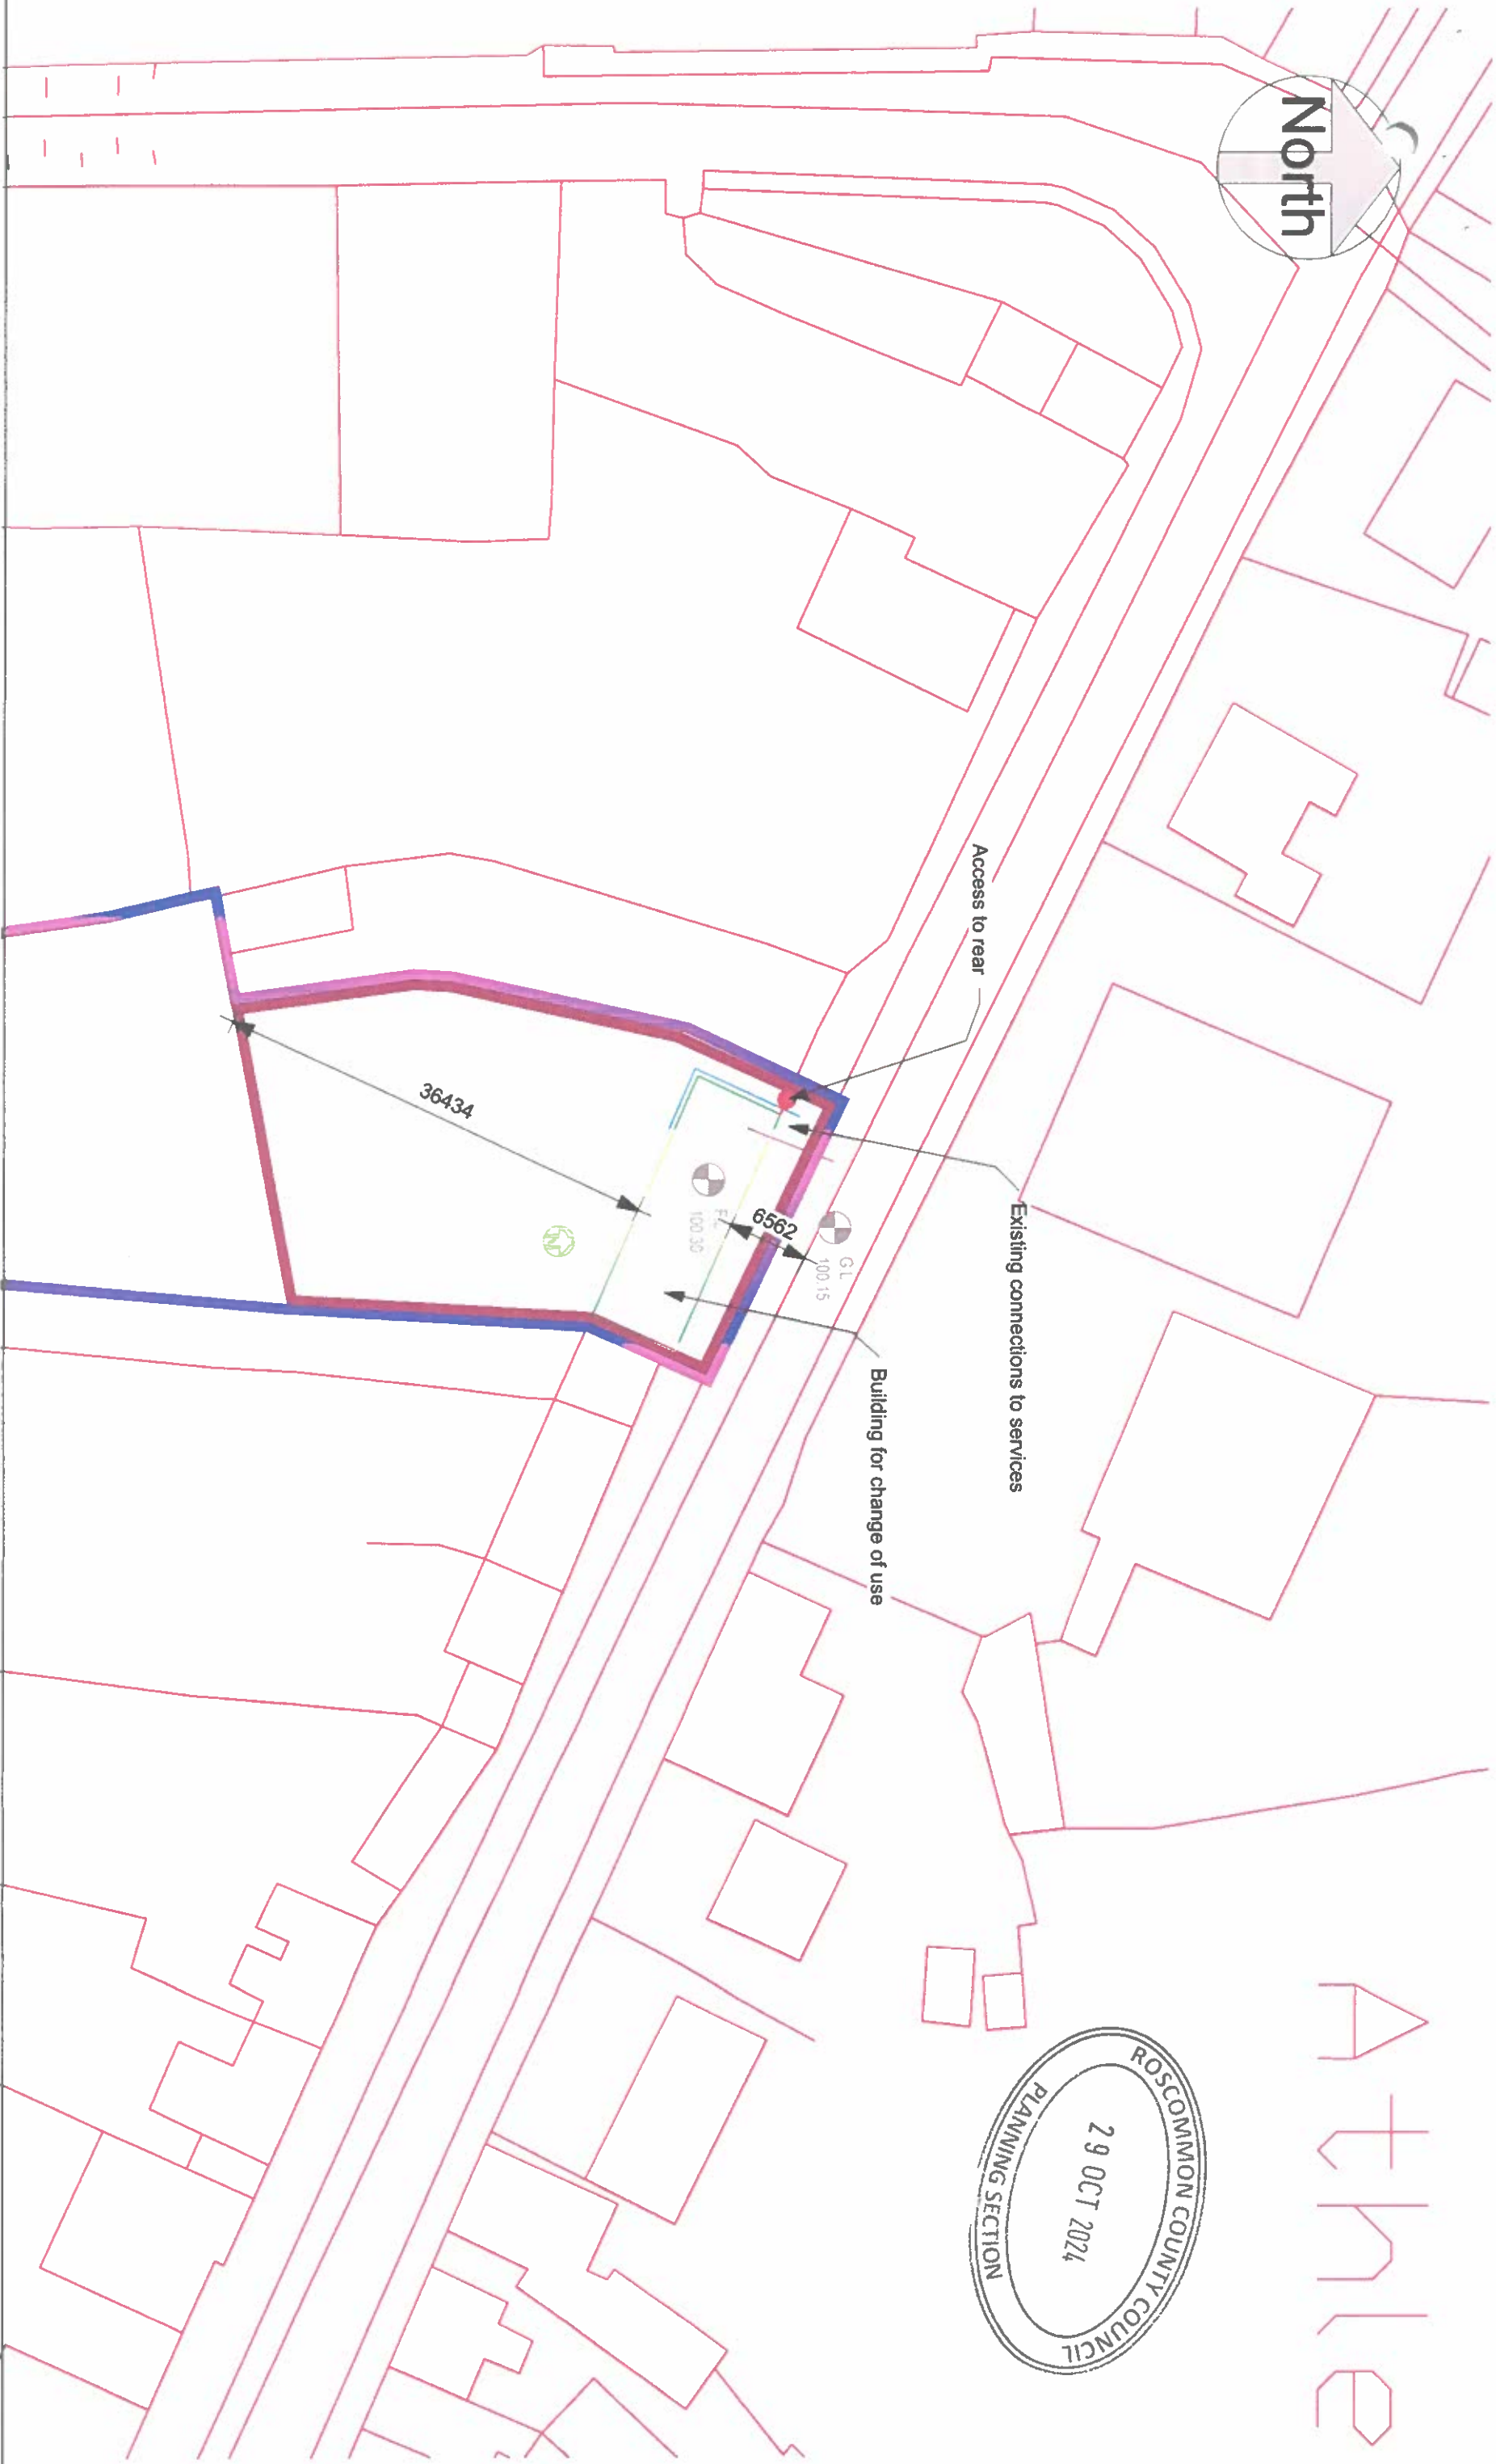 North
Athle
Access to rear
Existing connections to services
Building for change of use
36434
6562
GL
100.15
100.30
ROSCOMMON COUNTY COUNCIL
29 OCT 2024
PLANNING SECTION